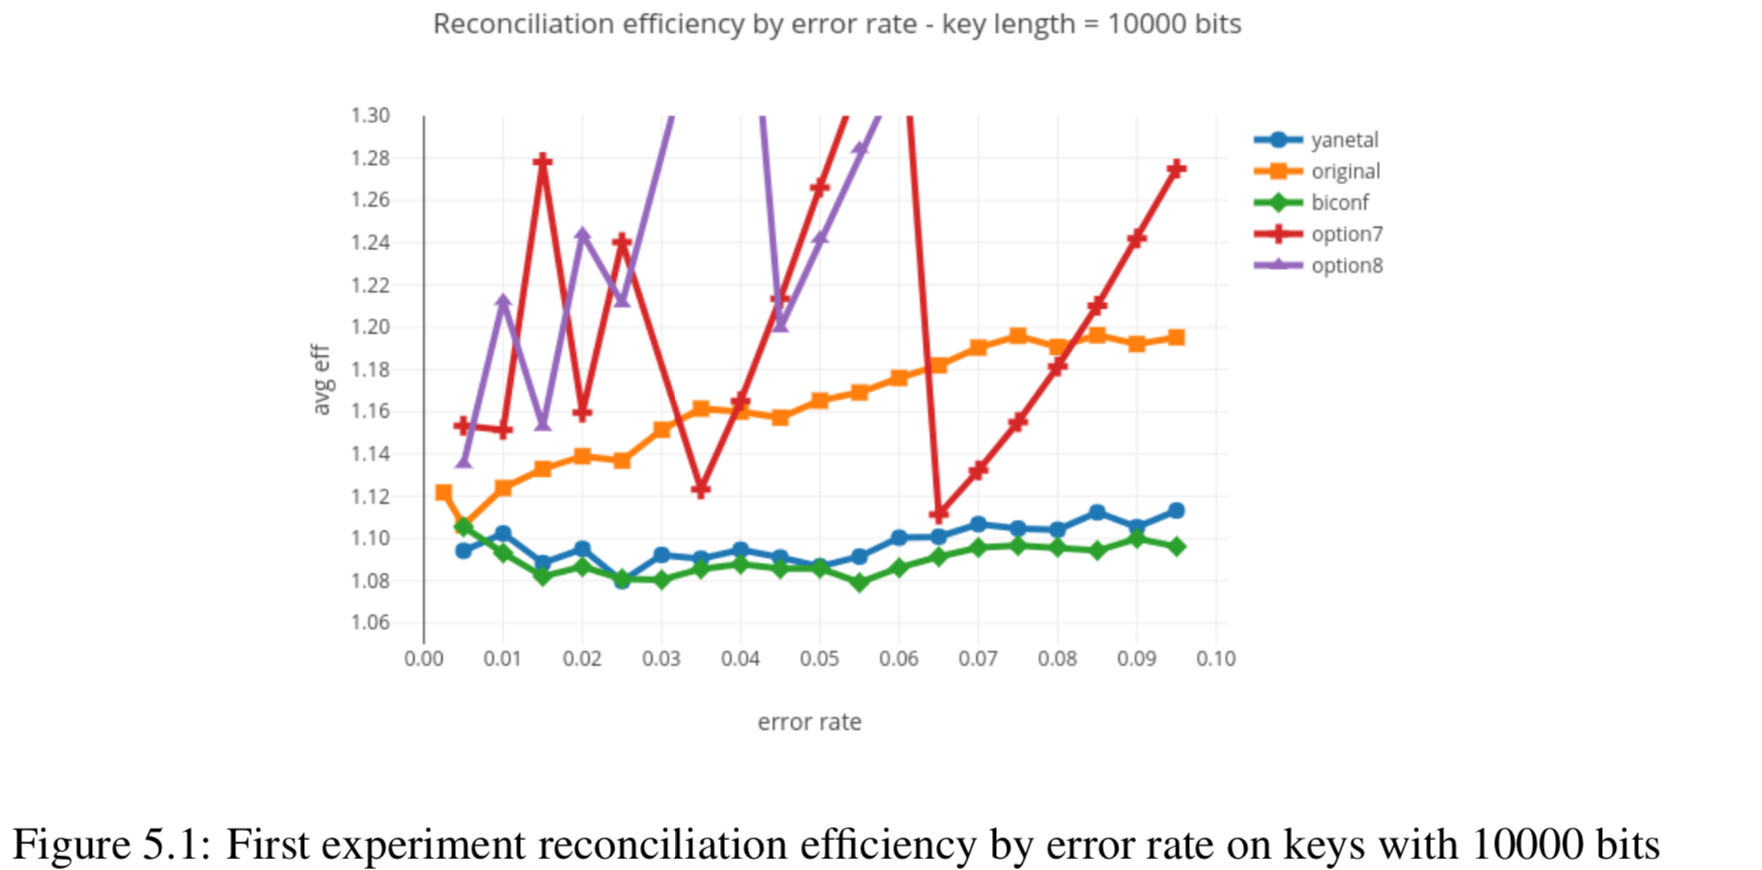 Reconciliation efficiency by error rate - key length = 10000 bits
1.30
1.28
1.26
1.24
1.22
1.20
1.18
1.16
1.14
1.12
1.10
1.08
1.06
avg eff
0.00 0.01 0.02 0.03 0.04 0.05 0.06 0.07 0.08 0.09 0.10
error rate
yanetal
original
biconf
option7
option8
Figure 5.1: First experiment reconciliation efficiency by error rate on keys with 10000 bits